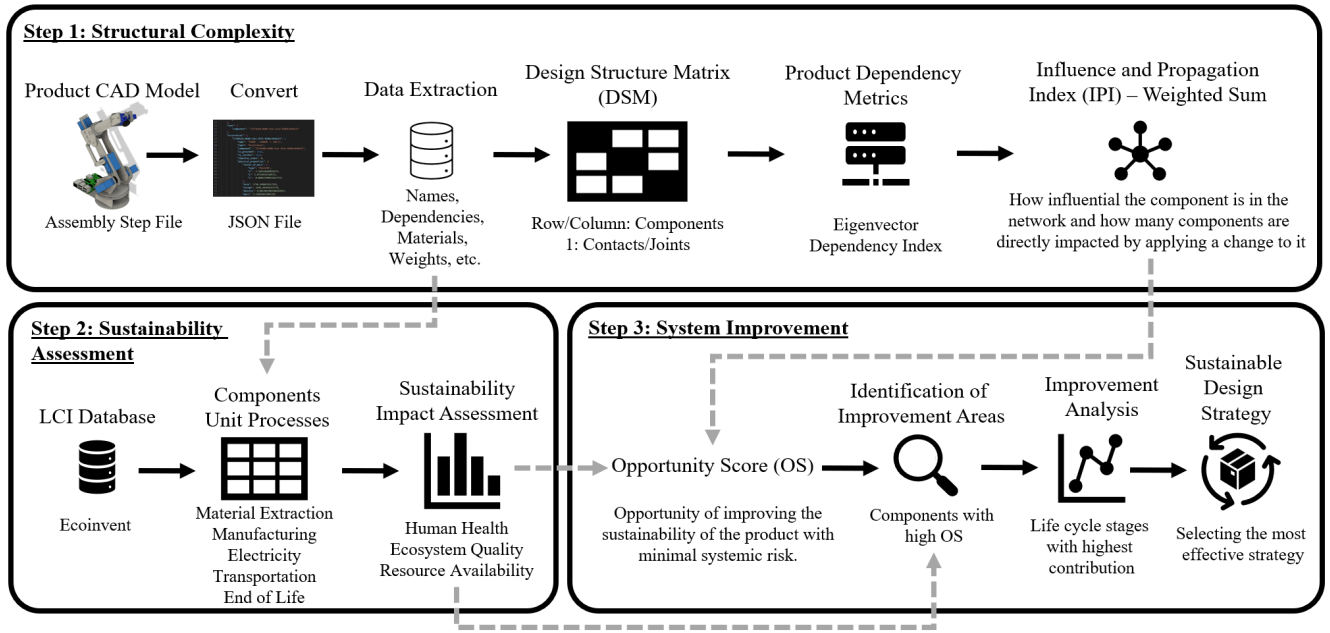 Step 1: Structural Complexity
Product CAD Model
Assembly Step File
Convert
JSON File
Data Extraction
Names,
Dependencies,
Materials,
Weights, etc.
Design Structure Matrix
(DSM)
Row/Column: Components
1: Contacts/Joints
Product Dependency
Metrics
Eigenvector
Dependency Index
Influence and Propagation
Index (IPI) – Weighted Sum
How influential the component is in the
network and how many components are
directly impacted by applying a change to it
Step 2: Sustainability
Assessment
LCI Database
Ecoinvent
Components
Unit Processes
Material Extraction
Manufacturing
Electricity
Transportation
End of Life
Sustainability
Impact Assessment
Human Health
Ecosystem Quality
Resource Availability
Step 3: System Improvement
Opportunity Score (OS)
Opportunity of improving the
sustainability of the product with
minimal systemic risk.
Identification of
Improvement Areas
Components with
high OS
Improvement
Analysis
Life cycle stages
with highest
contribution
Sustainable
Design
Strategy
Selecting the most
effective strategy